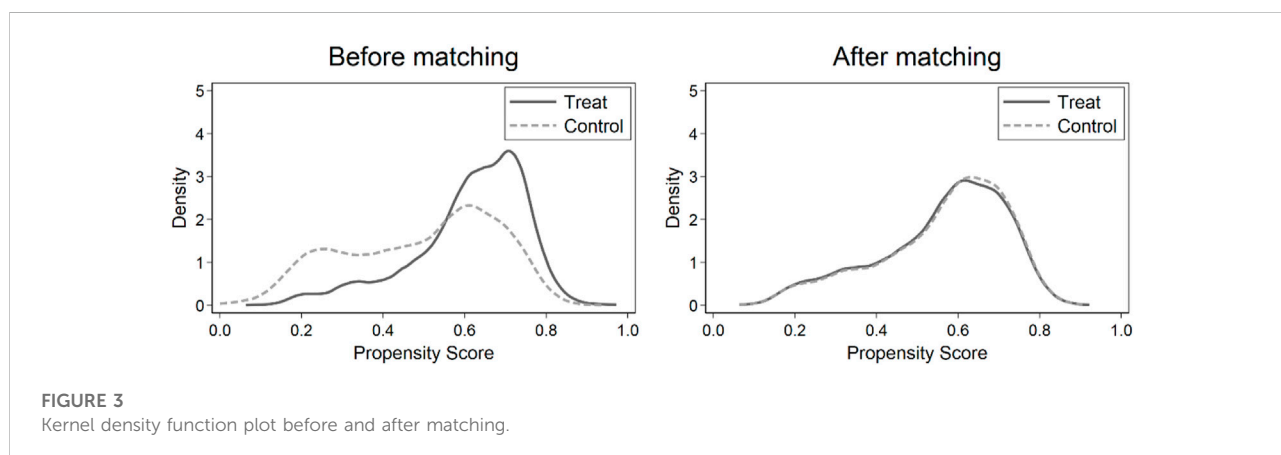 Before matching
5
4
3
2
1
0
Density
Treat
Control
0.0 0.2 0.4 0.6 0.8 1.0
Propensity Score
After matching
5
4
3
2
1
0
Density
Treat
Control
0.0 0.2 0.4 0.6 0.8 1.0
Propensity Score
FIGURE 3
Kernel density function plot before and after matching.